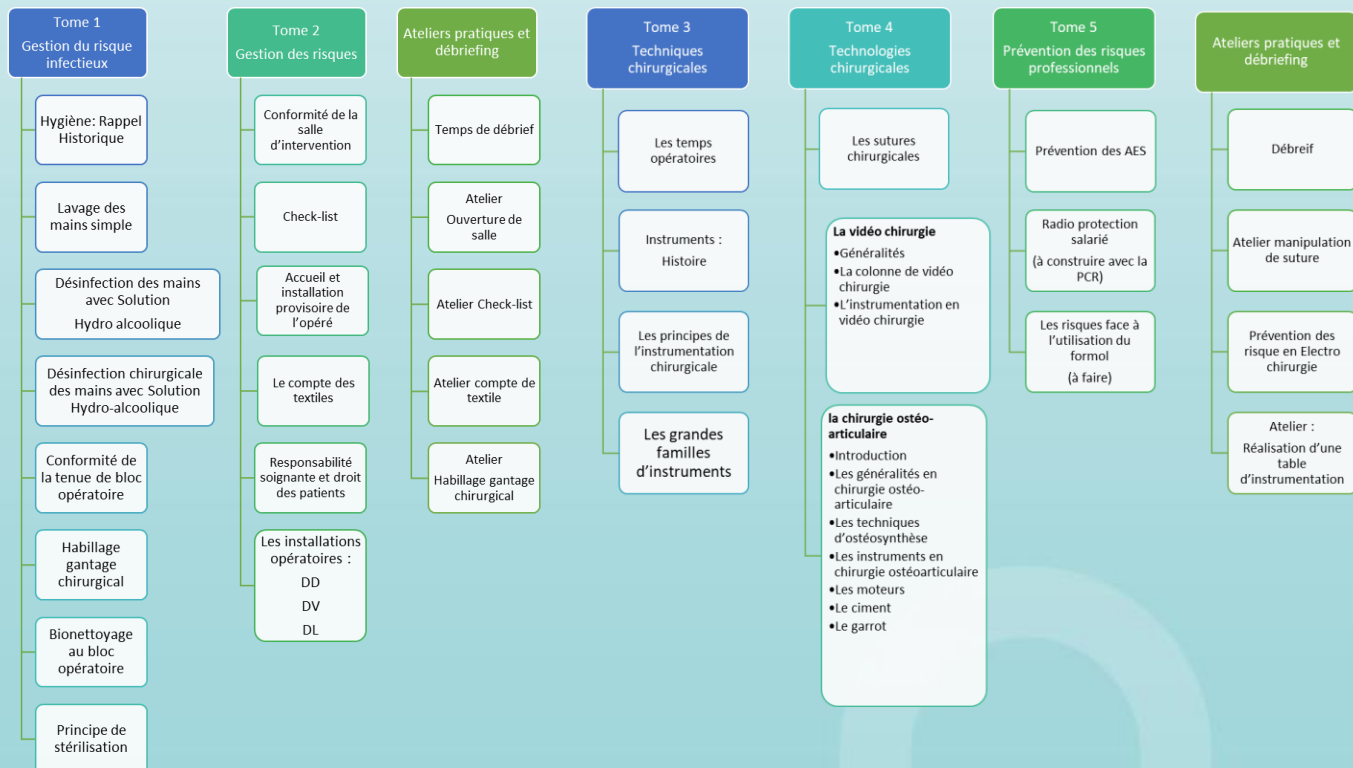 Tome 1
Gestion du risque
infectieux
Hygiène: Rappel
Historique
Lavage des
mains simple
Désinfection des mains
avec Solution
Hydro alcoolique
Désinfection chirurgicale
des mains avec Solution
Hydro-alcoolique
Conformité de
la tenue de bloc
opératoire
Habillage
gantage
chirurgical
Bionettoyage
au bloc
opératoire
Principe de
stérilisation
Tome 2
Gestion des risques
Conformité de la
salle
d'intervention
Check-list
Accueil et
installation
provisoire de
l'opéré
Le compte des
textiles
Responsabilité
soignante et droit
des patients
Les installations
opératoires :
DD
DV
DL
Ateliers pratiques et
débriefing
Temps de débrief
Atelier
Ouverture de
salle
Atelier Check-list
Atelier compte de
textile
Atelier
Habillage gantage
chirurgical
Tome 3
Techniques
chirurgicales
Les temps
opératoires
Instruments :
Histoire
Les principes de
l'instrumentation
chirurgicale
Les grandes
familles
d'instruments
Tome 4
Technologies
chirurgicales
Les sutures
chirurgicales
La vidéo chirurgie
•Généralités
•La colonne de vidéo
chirurgie
•L'instrumentation en
vidéo chirurgie
la chirurgie ostéo-
articulaire
•Introduction
•Les généralités en
chirurgie ostéo-
articulaire
•Les techniques
d'ostéosynthèse
•Les instruments en
chirurgie ostéoarticulaire
•Les moteurs
•Le ciment
•Le garrot
Tome 5
Prévention des risques
professionnels
Prévention des AES
Radio protection
salarié
(à construire avec la
PCR)
Les risques face à
l'utilisation du
formol
(à faire)
Ateliers pratiques et
débriefing
Débreif
Atelier manipulation
de suture
Prévention des
risque en Electro
chirurgie
Atelier :
Réalisation d'une
table
d'instrumentation